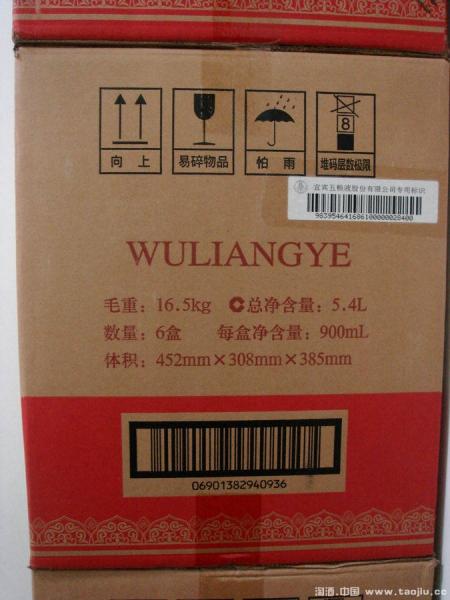 向 上
易碎物品
怕 雨
8
堆码层数极限
宜宾五粮液股份有限公司专用标识
983954641686100000028400
WULIANGYE
毛重：16.5kg 总净含量：5.4L
数量：6盒 每盒净含量：900mL
体积：452mm×308mm×385mm
06901382940936
淘酒.中国 www.taojiu.cc